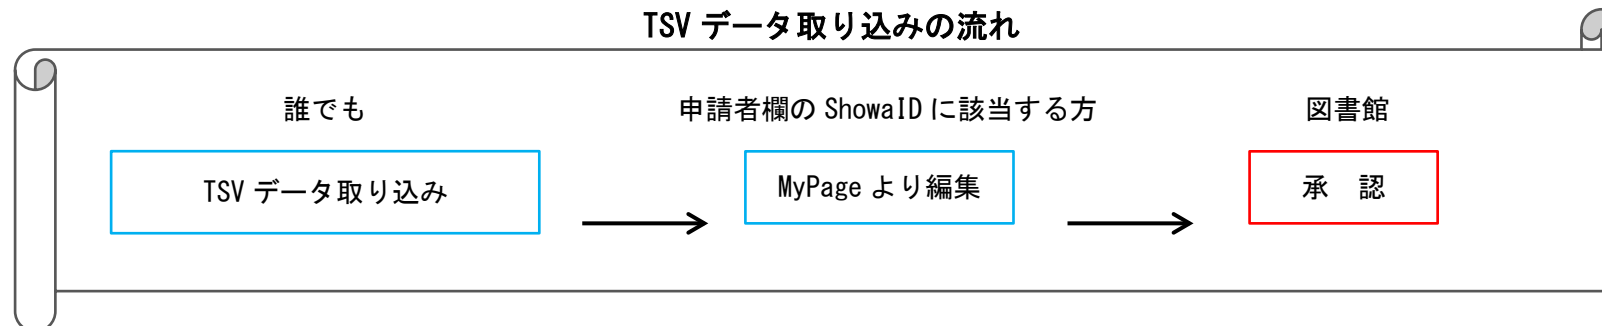 TSV データ取り込みの流れ
誰でも
申請者欄の ShowaID に該当する方
図書館
TSV データ取り込み
MyPage より編集
承　認